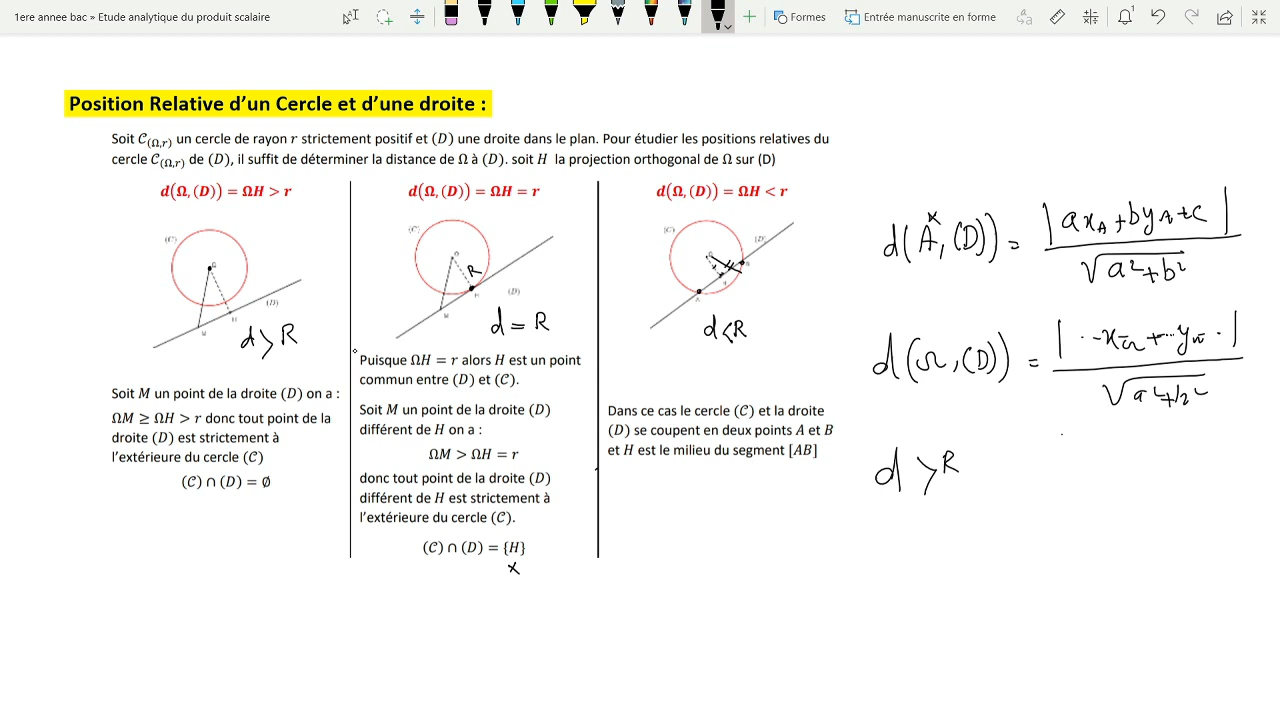 1ere annee bac » Etude analytique du produit scalaire
Formes
Entrée manuscrite en forme
Position Relative d'un Cercle et d'une droite :
Soit 𝒞(Ω,r) un cercle de rayon r strictement positif et (D) une droite dans le plan. Pour étudier les positions relatives du
cercle 𝒞(Ω,r) de (D), il suffit de déterminer la distance de Ω à (D). soit H la projection orthogonal de Ω sur (D)
d(Ω, (D)) = ΩH > r
(C)
(D)
M
H
d > R
Soit M un point de la droite (D) on a :
ΩM ≥ ΩH > r donc tout point de la
droite (D) est strictement à
l'extérieure du cercle (𝒞)
(𝒞) ∩ (D) = ∅
d(Ω, (D)) = ΩH = r
(C)
R
H
(D)
M
d = R
Puisque ΩH = r alors H est un point
commun entre (D) et (𝒞).
Soit M un point de la droite (D)
différent de H on a :
ΩM > ΩH = r
donc tout point de la droite (D)
différent de H est strictement à
l'extérieure du cercle (𝒞).
(𝒞) ∩ (D) = {H}
x
d(Ω, (D)) = ΩH < r
(C)
(D)
A
d < R
Dans ce cas le cercle (𝒞) et la droite
(D) se coupent en deux points A et B
et H est le milieu du segment [AB]
d(A, (D)) = |ax_A + by_A + c| / √(a² + b²)
d(Ω, (D)) = | ..x_Ω + ..y_Ω . | / √(a² + b²)
d > R